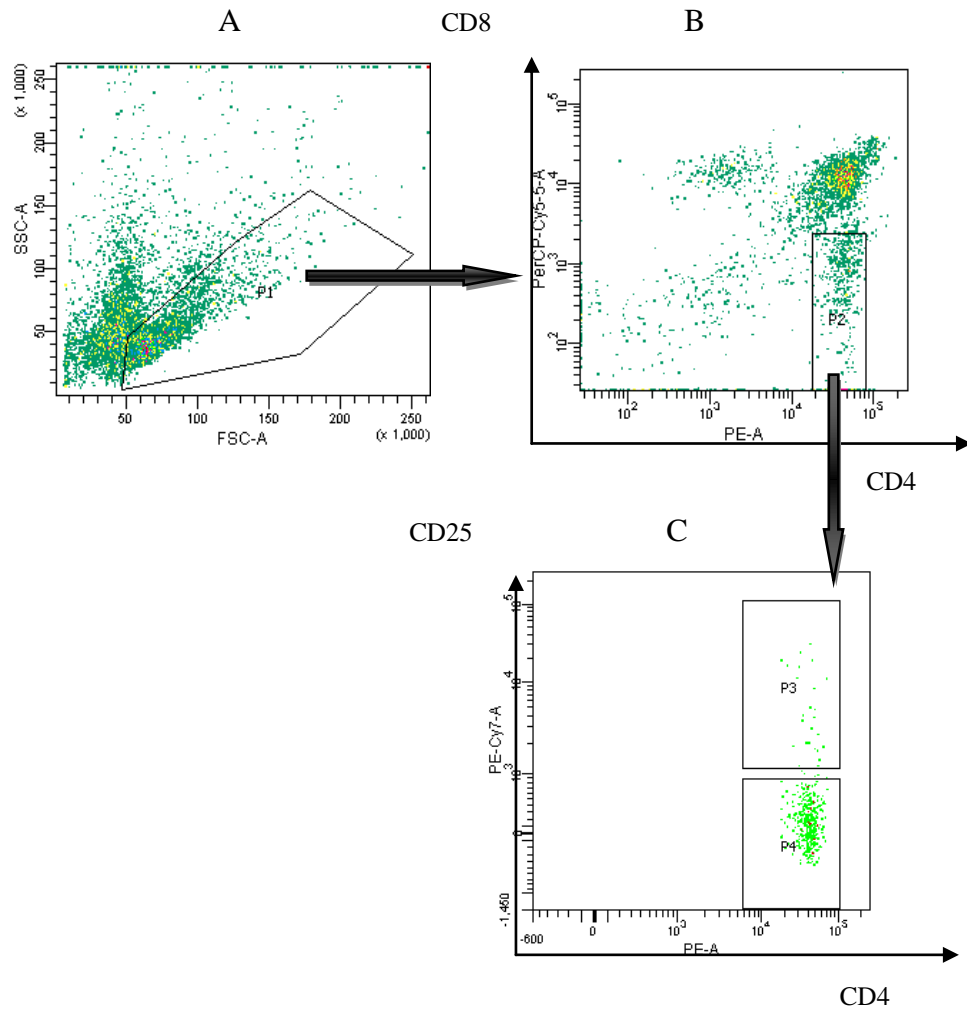 A
CD8
B
(x 1,000)
250
200
150
100
50
SSC-A
P1
50
100
150
200
250
FSC-A
(x 1,000)
PerCP-Cy5-5-A
10^5
10^4
10^3
10^2
P2
10^2
10^3
10^4
10^5
PE-A
CD4
CD25
C
PE-Cy7-A
10^5
10^4
10^3
0
-1,450
P3
P4
-600
0
10^3
10^4
10^5
PE-A
CD4